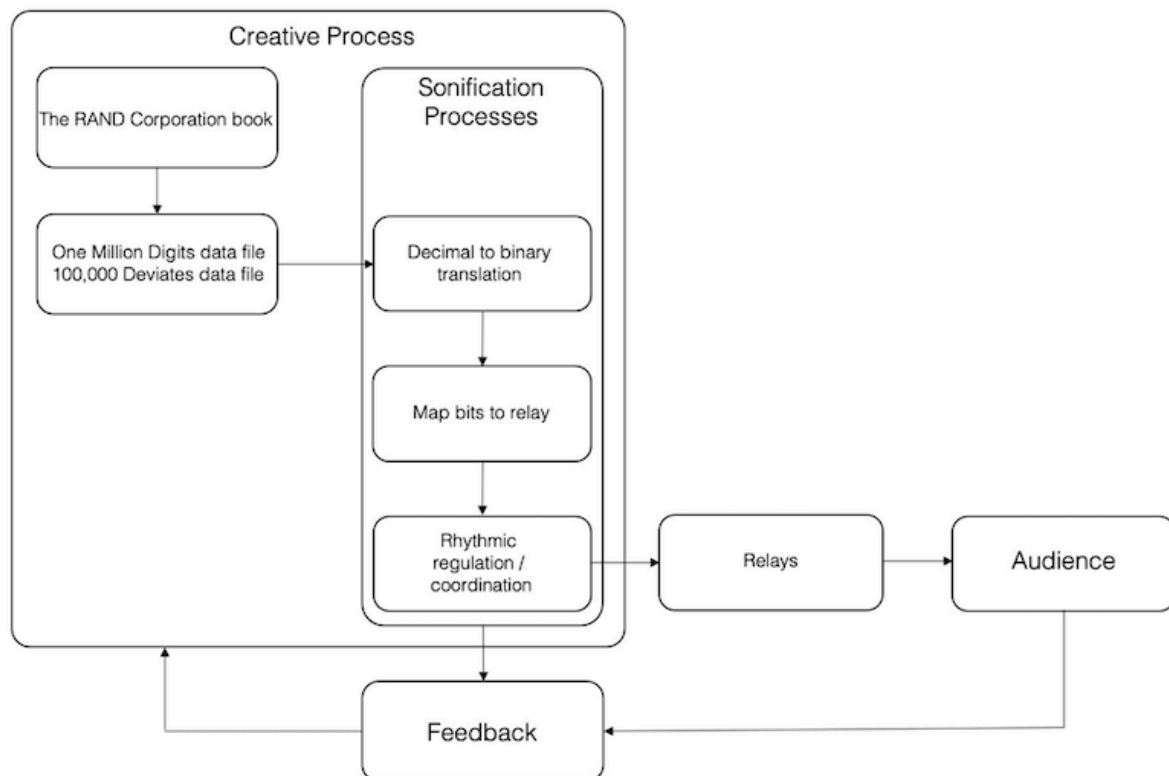 Creative Process
The RAND Corporation book
One Million Digits data file
100,000 Deviates data file
Sonification
Processes
Decimal to binary
translation
Map bits to relay
Rhythmic
regulation /
coordination
Relays
Audience
Feedback